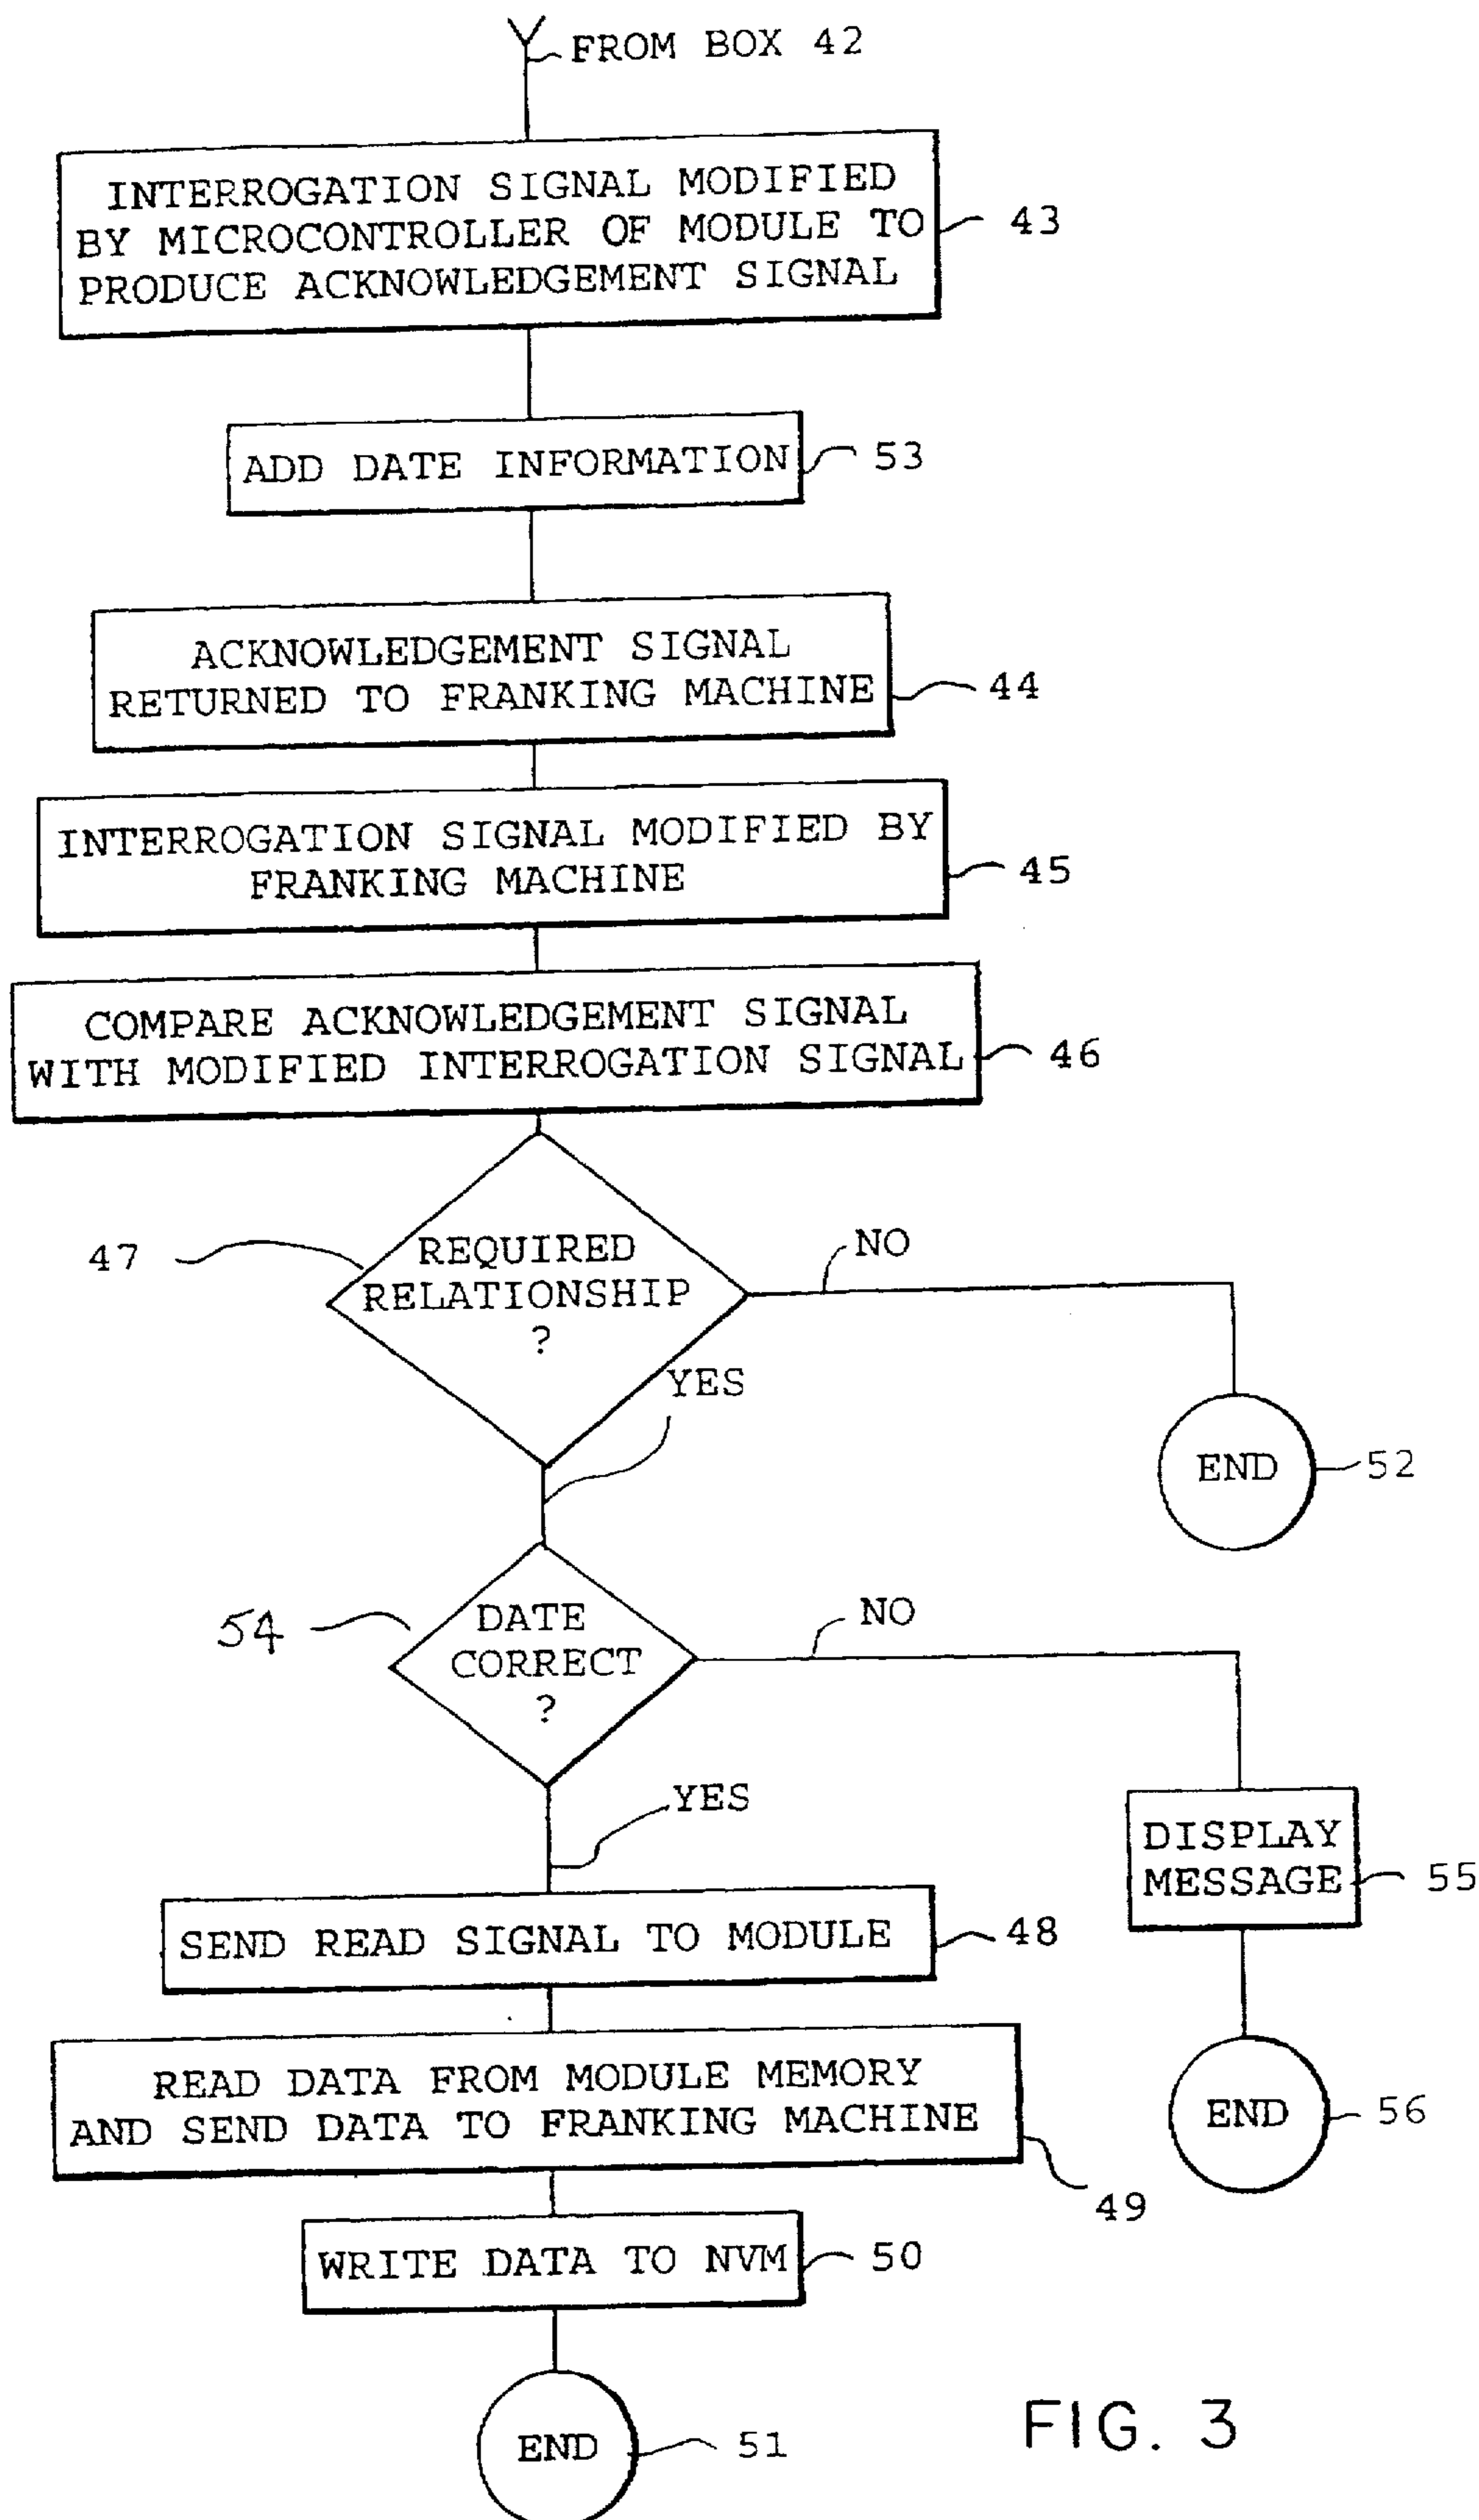 FROM BOX 42
INTERROGATION SIGNAL MODIFIED
BY MICROCONTROLLER OF MODULE TO
PRODUCE ACKNOWLEDGEMENT SIGNAL
43
ADD DATE INFORMATION
53
ACKNOWLEDGEMENT SIGNAL
RETURNED TO FRANKING MACHINE
44
INTERROGATION SIGNAL MODIFIED BY
FRANKING MACHINE
45
COMPARE ACKNOWLEDGEMENT SIGNAL
WITH MODIFIED INTERROGATION SIGNAL
46
47
REQUIRED
RELATIONSHIP
?
NO
YES
END
52
54
DATE
CORRECT
?
NO
YES
DISPLAY
MESSAGE
55
SEND READ SIGNAL TO MODULE
48
READ DATA FROM MODULE MEMORY
AND SEND DATA TO FRANKING MACHINE
49
END
56
WRITE DATA TO NVM
50
END
51
FIG. 3